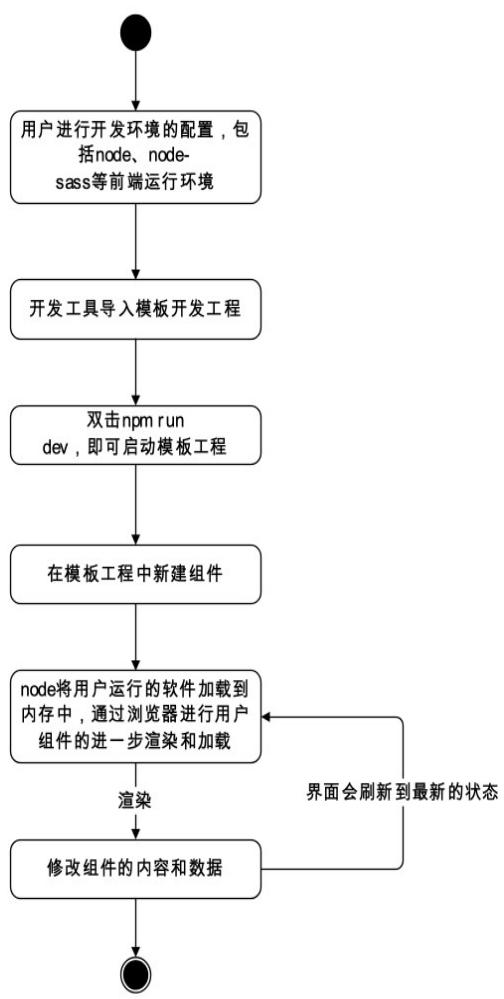 用户进行开发环境的配置，包
括node、node-
sass等前端运行环境
开发工具导入模板开发工程
双击npm run
dev，即可启动模板工程
在模板工程中新建组件
node将用户运行的软件加载到
内存中，通过浏览器进行用户
组件的进一步渲染和加载
渲染
界面会刷新到最新的状态
修改组件的内容和数据